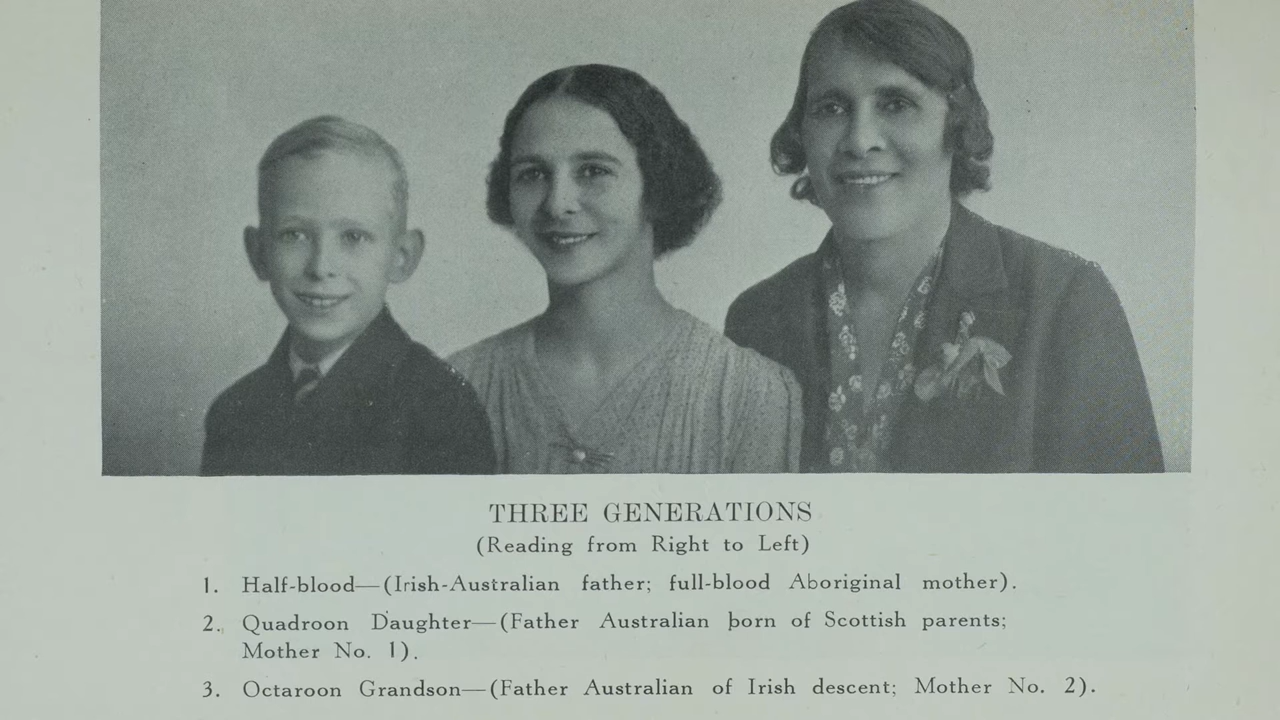 THREE GENERATIONS
(Reading from Right to Left)
1. Half-blood—(Irish-Australian father; full-blood Aboriginal mother).
2. Quadroon Daughter—(Father Australian born of Scottish parents;
Mother No. 1).
3. Octaroon Grandson—(Father Australian of Irish descent; Mother No. 2).